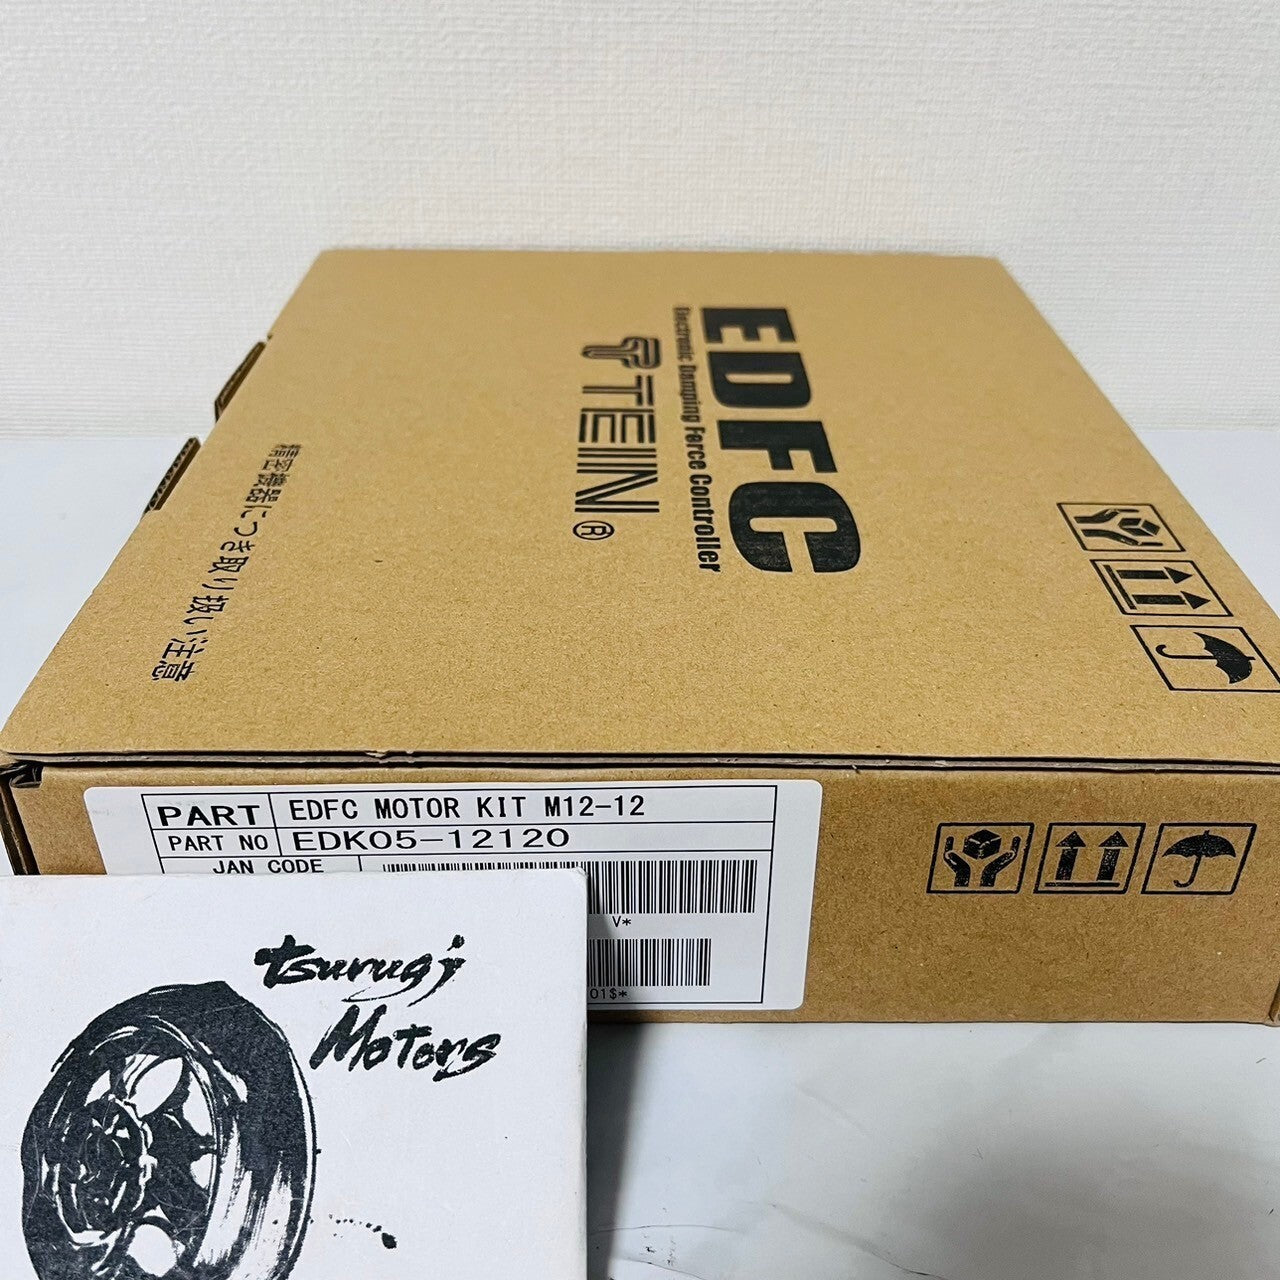 EDFC
Electronic Damping Force Controller
TEIN®
精密機器につき取り扱い注意
PART EDFC MOTOR KIT M12-12
PART NO EDK05-12120
JAN CODE
V*
01$*
tsurugi
Motors